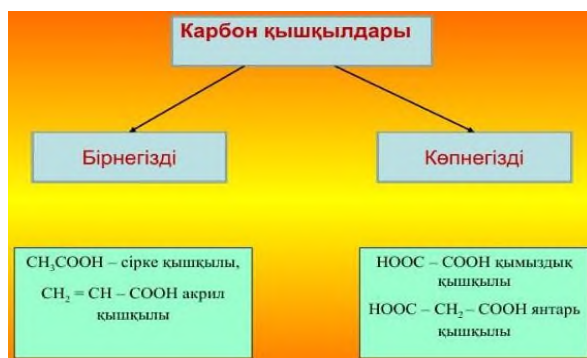 Карбон қышқылдары
Бірнегізді
Көпнегізді
CH₃COOH – сірке қышқылы,
CH₂ = CH – COOH акрил
қышқылы
HOOC – COOH қымыздық
қышқылы
HOOC – CH₂ – COOH янтарь
қышқылы